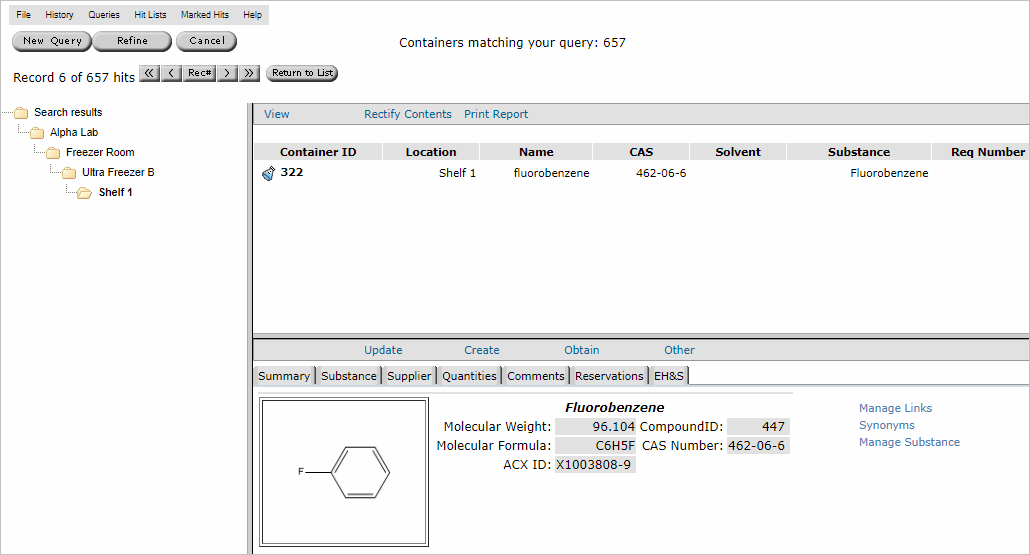 File History Queries Hit Lists Marked Hits Help
New Query Refine Cancel
Containers matching your query: 657
Record 6 of 657 hits << < Rec# > >> Return to List
Search results
Alpha Lab
Freezer Room
Ultra Freezer B
Shelf 1
View Rectify Contents Print Report
Container ID Location Name CAS Solvent Substance Req Number
322 Shelf 1 fluorobenzene 462-06-6 Fluorobenzene
Update Create Obtain Other
Summary Substance Supplier Quantities Comments Reservations EH&S
Fluorobenzene
Molecular Weight: 96.104 CompoundID: 447
Molecular Formula: C6H5F CAS Number: 462-06-6
ACX ID: X1003808-9
Manage Links
Synonyms
Manage Substance
F